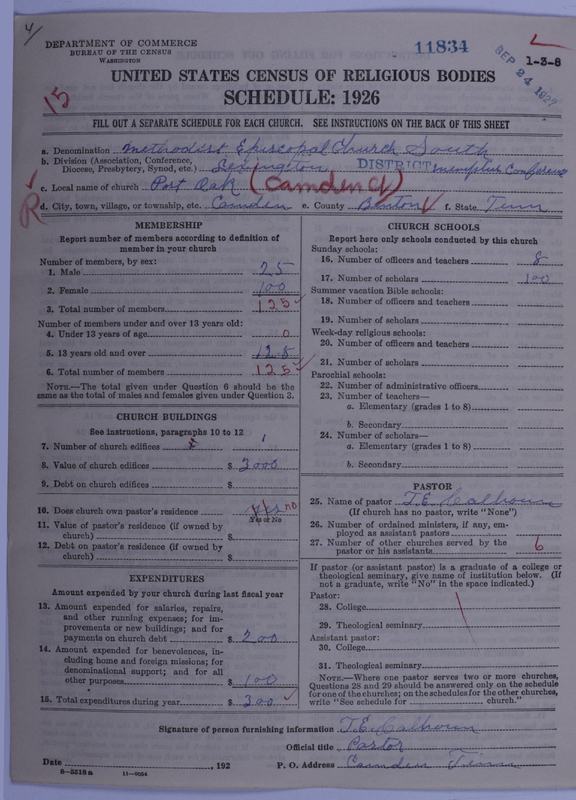 4/
DEPARTMENT OF COMMERCE
BUREAU OF THE CENSUS
WASHINGTON
11834
SEP 24 1927
1-3-8
UNITED STATES CENSUS OF RELIGIOUS BODIES
SCHEDULE: 1926
15
FILL OUT A SEPARATE SCHEDULE FOR EACH CHURCH. SEE INSTRUCTIONS ON THE BACK OF THIS SHEET
a. Denomination Methodist Episcopal Church South
b. Division (Association, Conference,
Diocese, Presbytery, Synod, etc.) Lexington DISTRICT Memphis Conference
c. Local name of church Post Oak (Camden Ct)
R
d. City, town, village, or township, etc. Camden e. County Benton f. State Tenn
MEMBERSHIP
Report number of members according to definition of
member in your church
Number of members, by sex:
1. Male 25
2. Female 100
3. Total number of members 125
Number of members under and over 13 years old:
4. Under 13 years of age 0
5. 13 years old and over 125
6. Total number of members 125
NOTE.—The total given under Question 6 should be the
same as the total of males and females given under Question 3.
CHURCH BUILDINGS
See instructions, paragraphs 10 to 12
7. Number of church edifices 1
8. Value of church edifices $ 3000
9. Debt on church edifices $
10. Does church own pastor's residence yes no
Yes or No
11. Value of pastor's residence (if owned by
church) $
12. Debt on pastor's residence (if owned by
church) $
EXPENDITURES
Amount expended by your church during last fiscal year
13. Amount expended for salaries, repairs,
and other running expenses; for im-
provements or new buildings; and for
payments on church debt $ 200
14. Amount expended for benevolences, in-
cluding home and foreign missions; for
denominational support; and for all
other purposes $ 100
15. Total expenditures during year $ 300
CHURCH SCHOOLS
Report here only schools conducted by this church
Sunday schools:
16. Number of officers and teachers 8
17. Number of scholars 100
Summer vacation Bible schools:
18. Number of officers and teachers
19. Number of scholars
Week-day religious schools:
20. Number of officers and teachers
21. Number of scholars
Parochial schools:
22. Number of administrative officers
23. Number of teachers—
a. Elementary (grades 1 to 8)
b. Secondary
24. Number of scholars—
a. Elementary (grades 1 to 8)
b. Secondary
PASTOR
25. Name of pastor T.E. Calhoun
(If church has no pastor, write "None")
26. Number of ordained ministers, if any, em-
ployed as assistant pastors
27. Number of other churches served by the
pastor or his assistants 6
If pastor (or assistant pastor) is a graduate of a college or
theological seminary, give name of institution below. (If
not a graduate, write "No" in the space indicated.)
Pastor:
28. College
29. Theological seminary
Assistant pastor:
30. College
31. Theological seminary
NOTE.—Where one pastor serves two or more churches,
Questions 28 and 29 should be answered only on the schedule
for one of the churches; on the schedules for the other churches,
write "See schedule for church."
Signature of person furnishing information T.E. Calhoun
Official title Pastor
Date , 192 P. O. Address Camden Tenn
8-5518a 11-9054